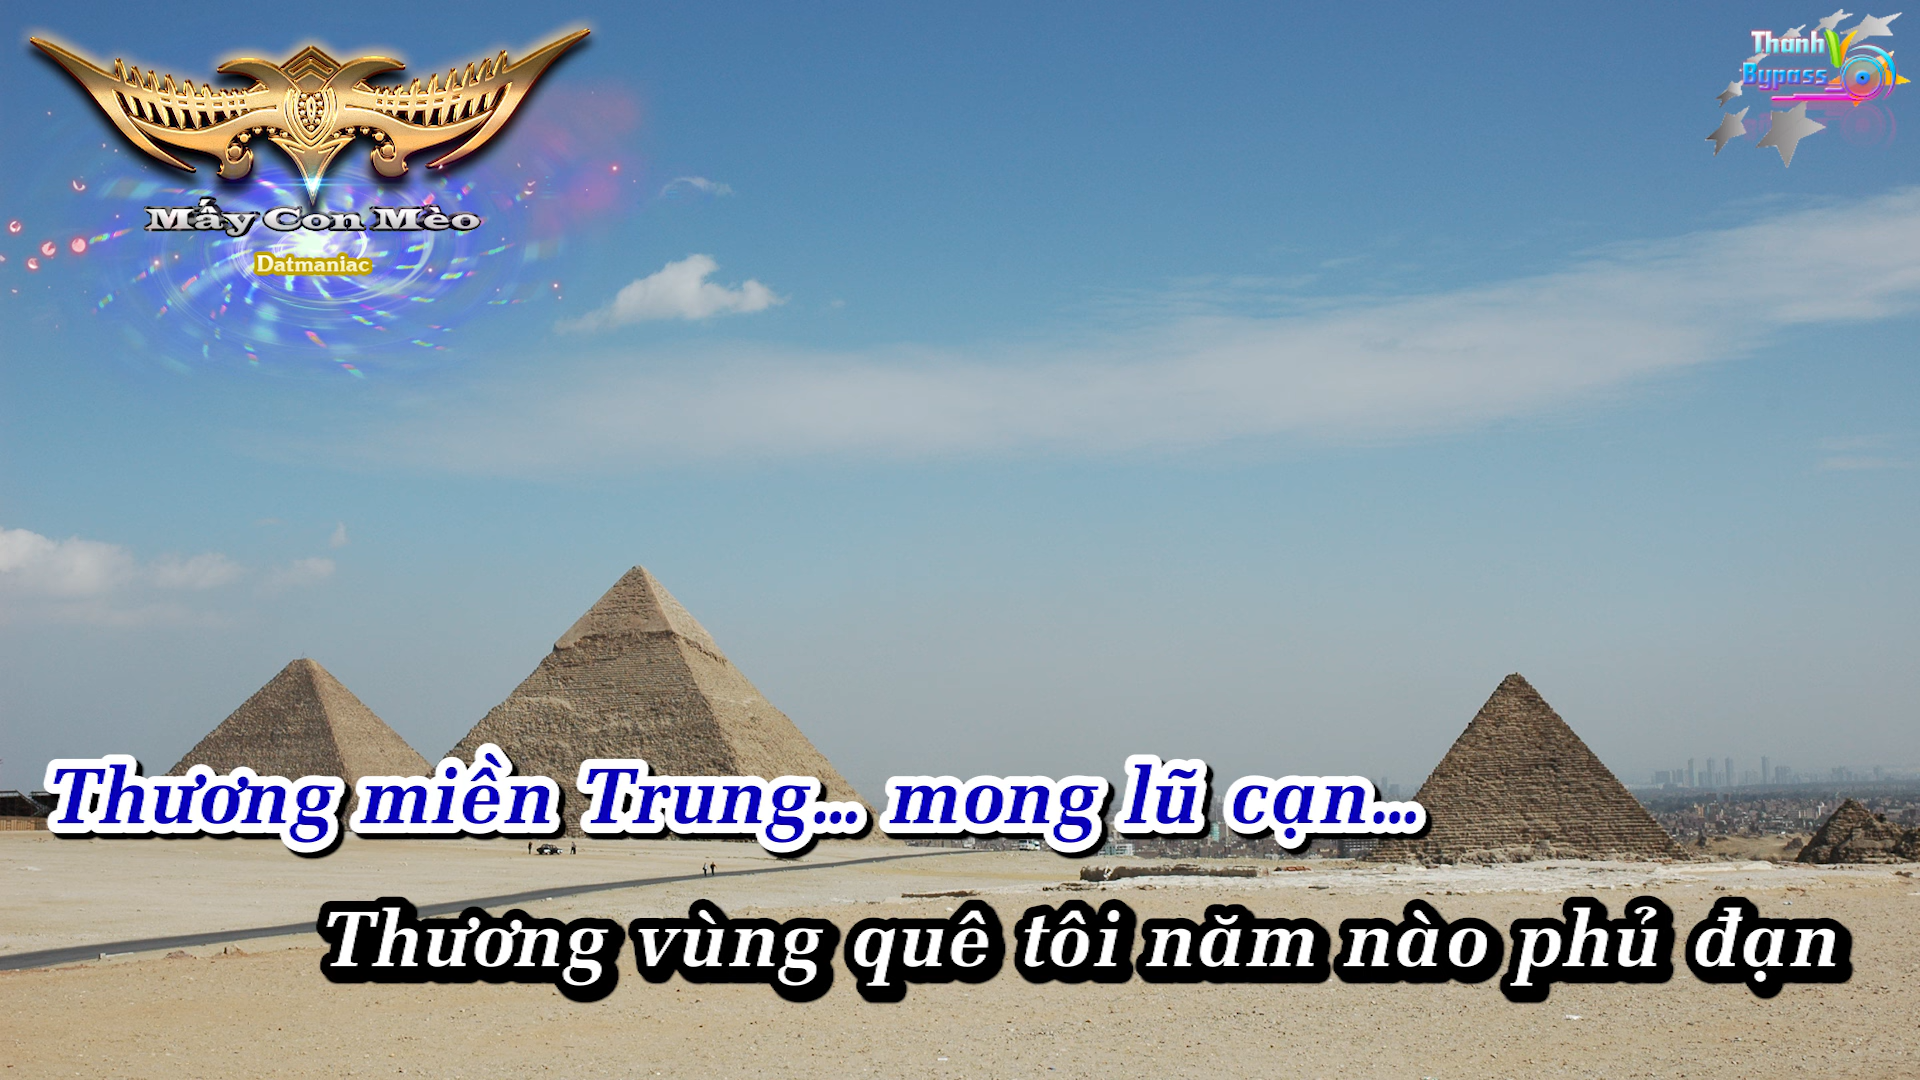 Mấy Con Mèo
Datmaniac
Thanh
Bypass
Thương miền Trung... mong lũ cạn...
Thương vùng quê tôi năm nào phủ đạn